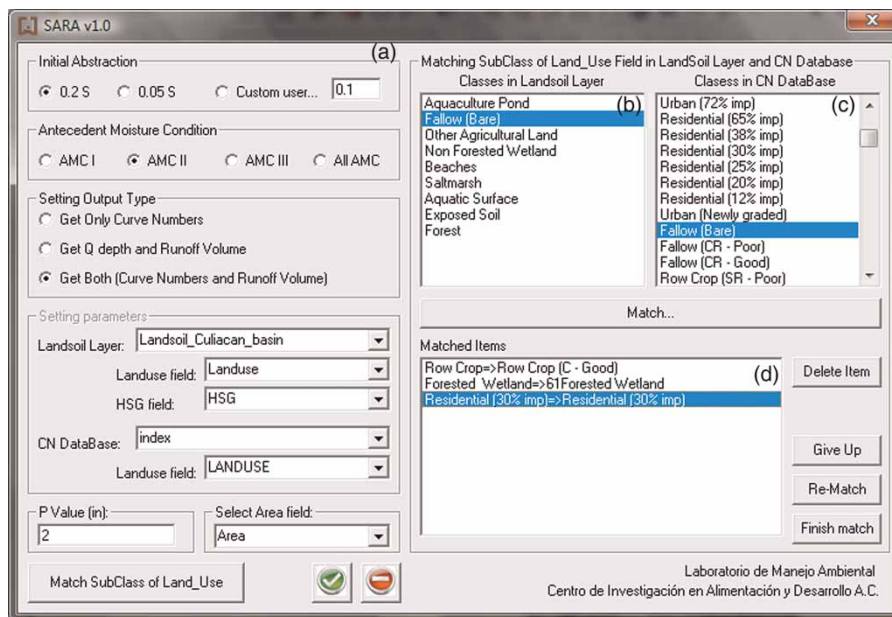 SARA v1.0
(a)
Initial Abstraction
0.2 S
0.05 S
Custom user...
0.1
Antecedent Moisture Condition
AMC I
AMC II
AMC III
All AMC
Setting Output Type
Get Only Curve Numbers
Get Q depth and Runoff Volume
Get Both (Curve Numbers and Runoff Volume)
Setting parameters
Landsoil Layer: Landsoil_Culiacan_basin
Landuse field: Landuse
HSG field: HSG
CN DataBase: index
Landuse field: LANDUSE
P Value (in):
2
Select Area field:
Area
Match SubClass of Land_Use
Matching SubClass of Land_Use Field in LandSoil Layer and CN Database
Classes in Landsoil Layer
(b)
Aquaculture Pond
Fallow (Bare)
Other Agricultural Land
Non Forested Wetland
Beaches
Saltmarsh
Aquatic Surface
Exposed Soil
Forest
Clasess in CN DataBase
(c)
Urban (72% imp)
Residential (65% imp)
Residential (38% imp)
Residential (30% imp)
Residential (25% imp)
Residential (20% imp)
Residential (12% imp)
Urban (Newly graded)
Fallow (Bare)
Fallow (CR - Poor)
Fallow (CR - Good)
Row Crop (SR - Poor)
Match...
Matched Items
(d)
Row Crop=>Row Crop (C - Good)
Forested Wetland=>61Forested Wetland
Residential (30% imp)=>Residential (30% imp)
Delete Item
Give Up
Re-Match
Finish match
Laboratorio de Manejo Ambiental
Centro de Investigación en Alimentación y Desarrollo A.C.